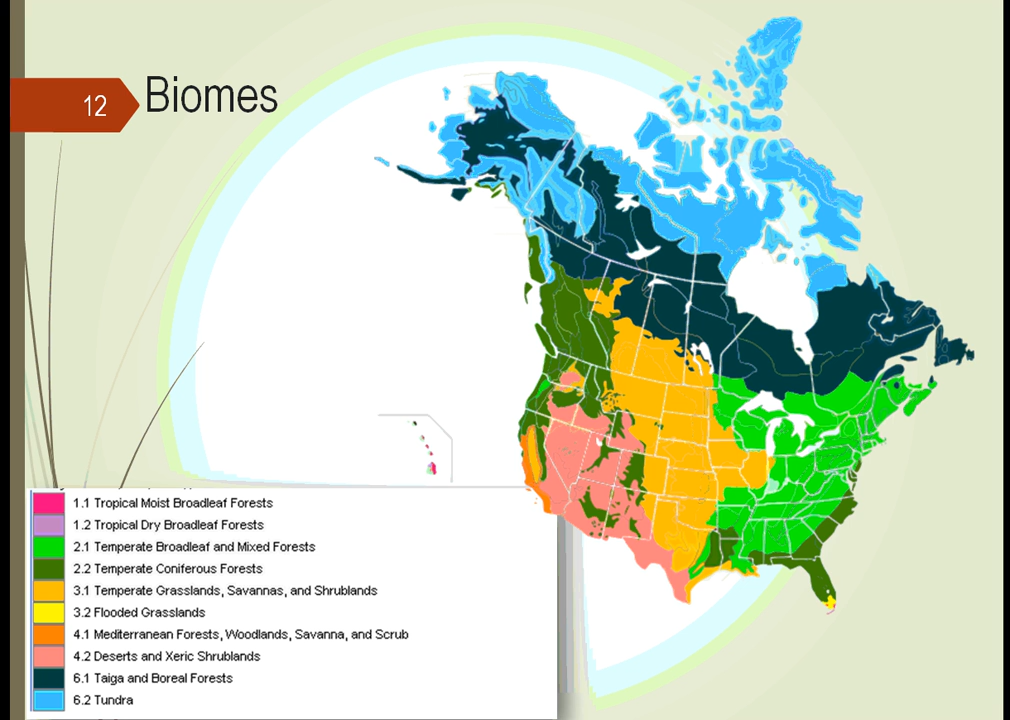 12
Biomes
1.1 Tropical Moist Broadleaf Forests
1.2 Tropical Dry Broadleaf Forests
2.1 Temperate Broadleaf and Mixed Forests
2.2 Temperate Coniferous Forests
3.1 Temperate Grasslands, Savannas, and Shrublands
3.2 Flooded Grasslands
4.1 Mediterranean Forests, Woodlands, Savanna, and Scrub
4.2 Deserts and Xeric Shrublands
6.1 Taiga and Boreal Forests
6.2 Tundra